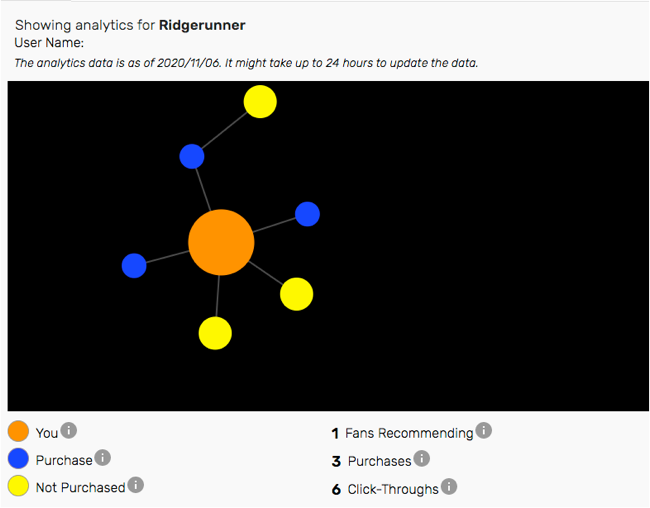 Showing analytics for Ridgerunner
User Name:
The analytics data is as of 2020/11/06. It might take up to 24 hours to update the data.
You i
Purchase i
Not Purchased i
1 Fans Recommending i
3 Purchases i
6 Click-Throughs i